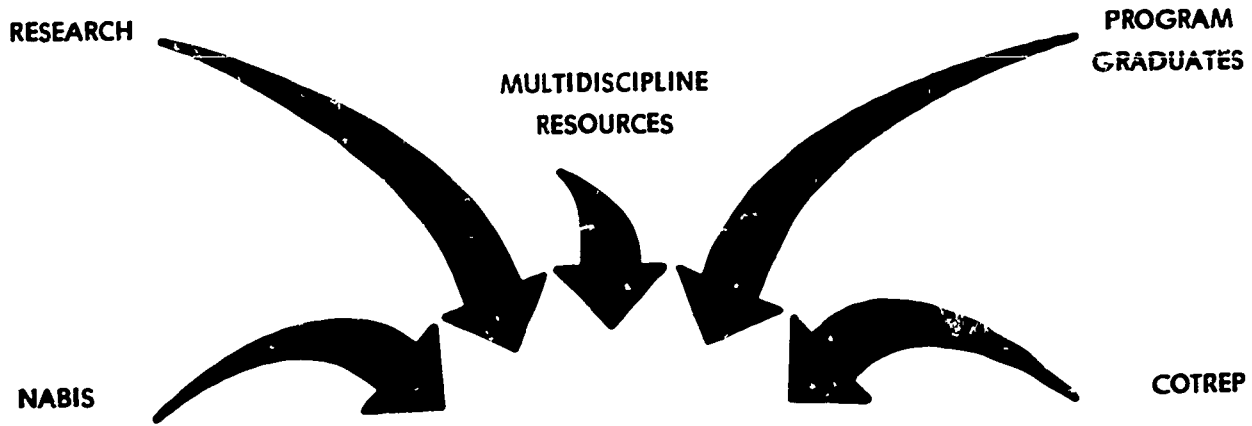 RESEARCH
PROGRAM
GRADUATES
MULTIDISCIPLINE
RESOURCES
NABIS
COTREP